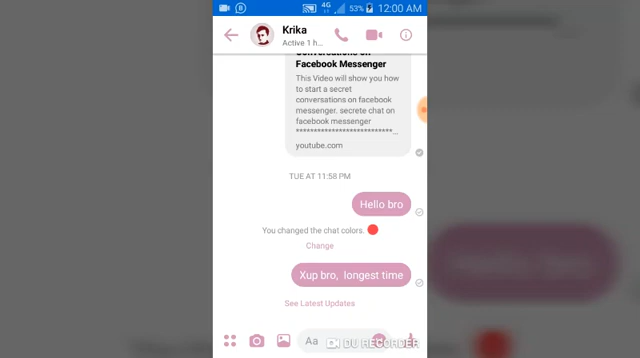 4G 53% 12:00 AM
Krika
Active 1 h...
Conversations on
Facebook Messenger
This Video will show you how
to start a secret
conversations on facebook
messenger. secrete chat on
facebook messenger
***************************...
youtube.com
TUE AT 11:58 PM
Hello bro
You changed the chat colors.
Change
Xup bro, longest time
See Latest Updates
Aa
DU RECORDER